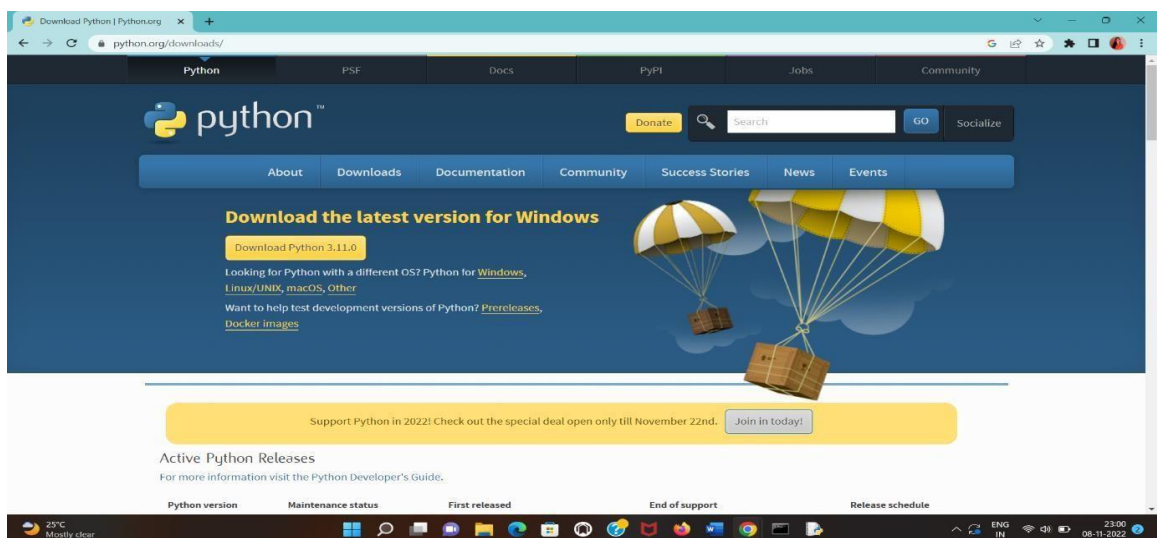 Download Python | Python.org
python.org/downloads/
Python PSF Docs PyPI Jobs Community
python™
Donate Search GO Socialize
About Downloads Documentation Community Success Stories News Events
Download the latest version for Windows
Download Python 3.11.0
Looking for Python with a different OS? Python for Windows,
Linux/UNIX, macOS, Other
Want to help test development versions of Python? Prereleases,
Docker images
Support Python in 2022! Check out the special deal open only till November 22nd. Join in today!
Active Python Releases
For more information visit the Python Developer's Guide.
Python version Maintenance status First released End of support Release schedule
25°C
Mostly clear
ENG
IN
23:00
08-11-2022